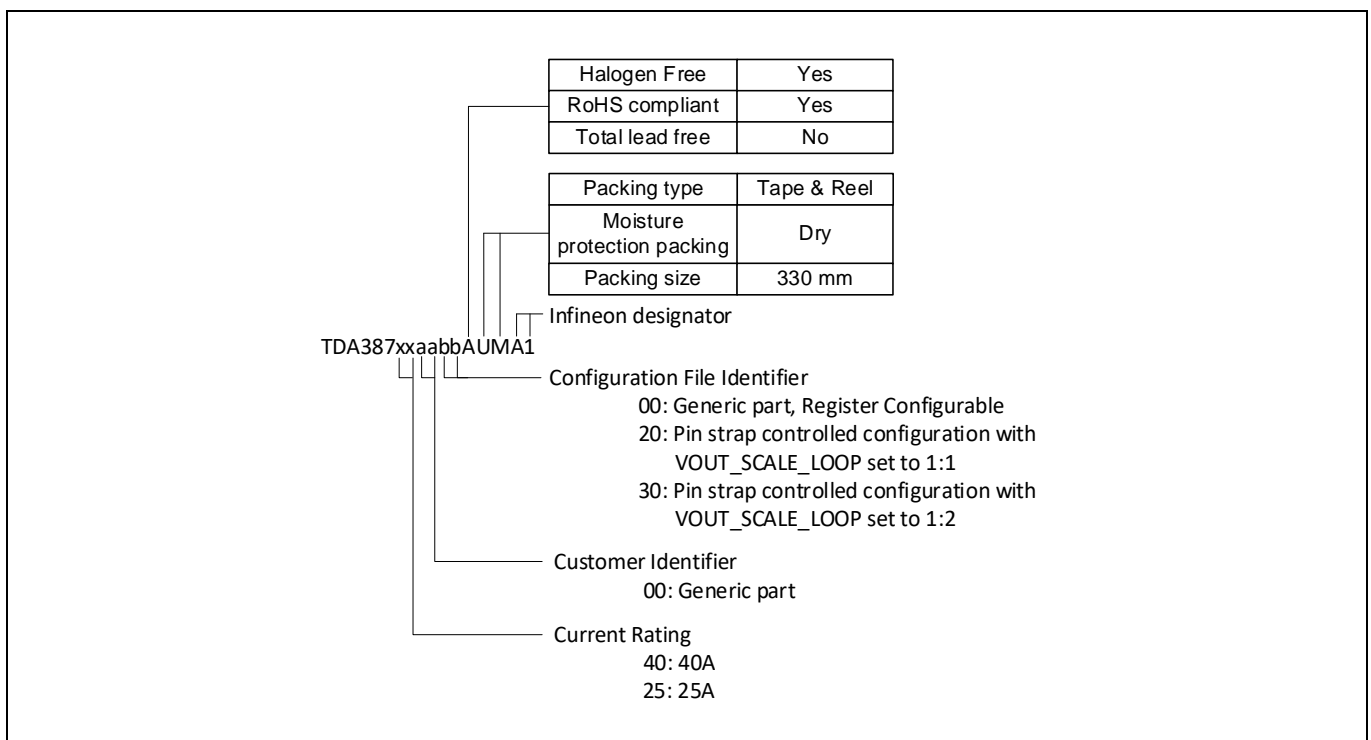 Halogen Free Yes
RoHS compliant Yes
Total lead free No
Packing type Tape & Reel
Moisture
protection packing Dry
Packing size 330 mm
Infineon designator
TDA387xxaabbAUMA1
Configuration File Identifier
00: Generic part, Register Configurable
20: Pin strap controlled configuration with
VOUT_SCALE_LOOP set to 1:1
30: Pin strap controlled configuration with
VOUT_SCALE_LOOP set to 1:2
Customer Identifier
00: Generic part
Current Rating
40: 40A
25: 25A